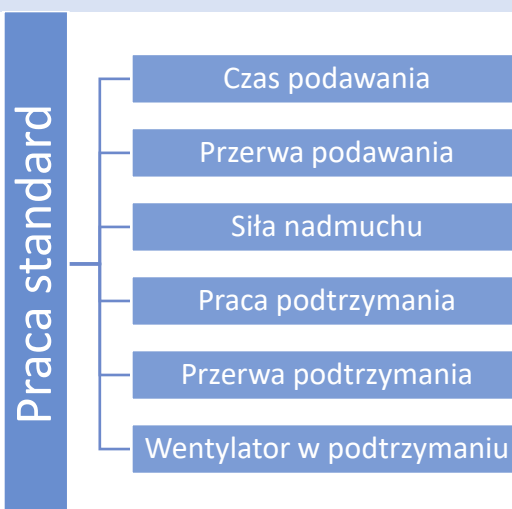 Praca standard
Czas podawania
Przerwa podawania
Siła nadmuchu
Praca podtrzymania
Przerwa podtrzymania
Wentylator w podtrzymaniu